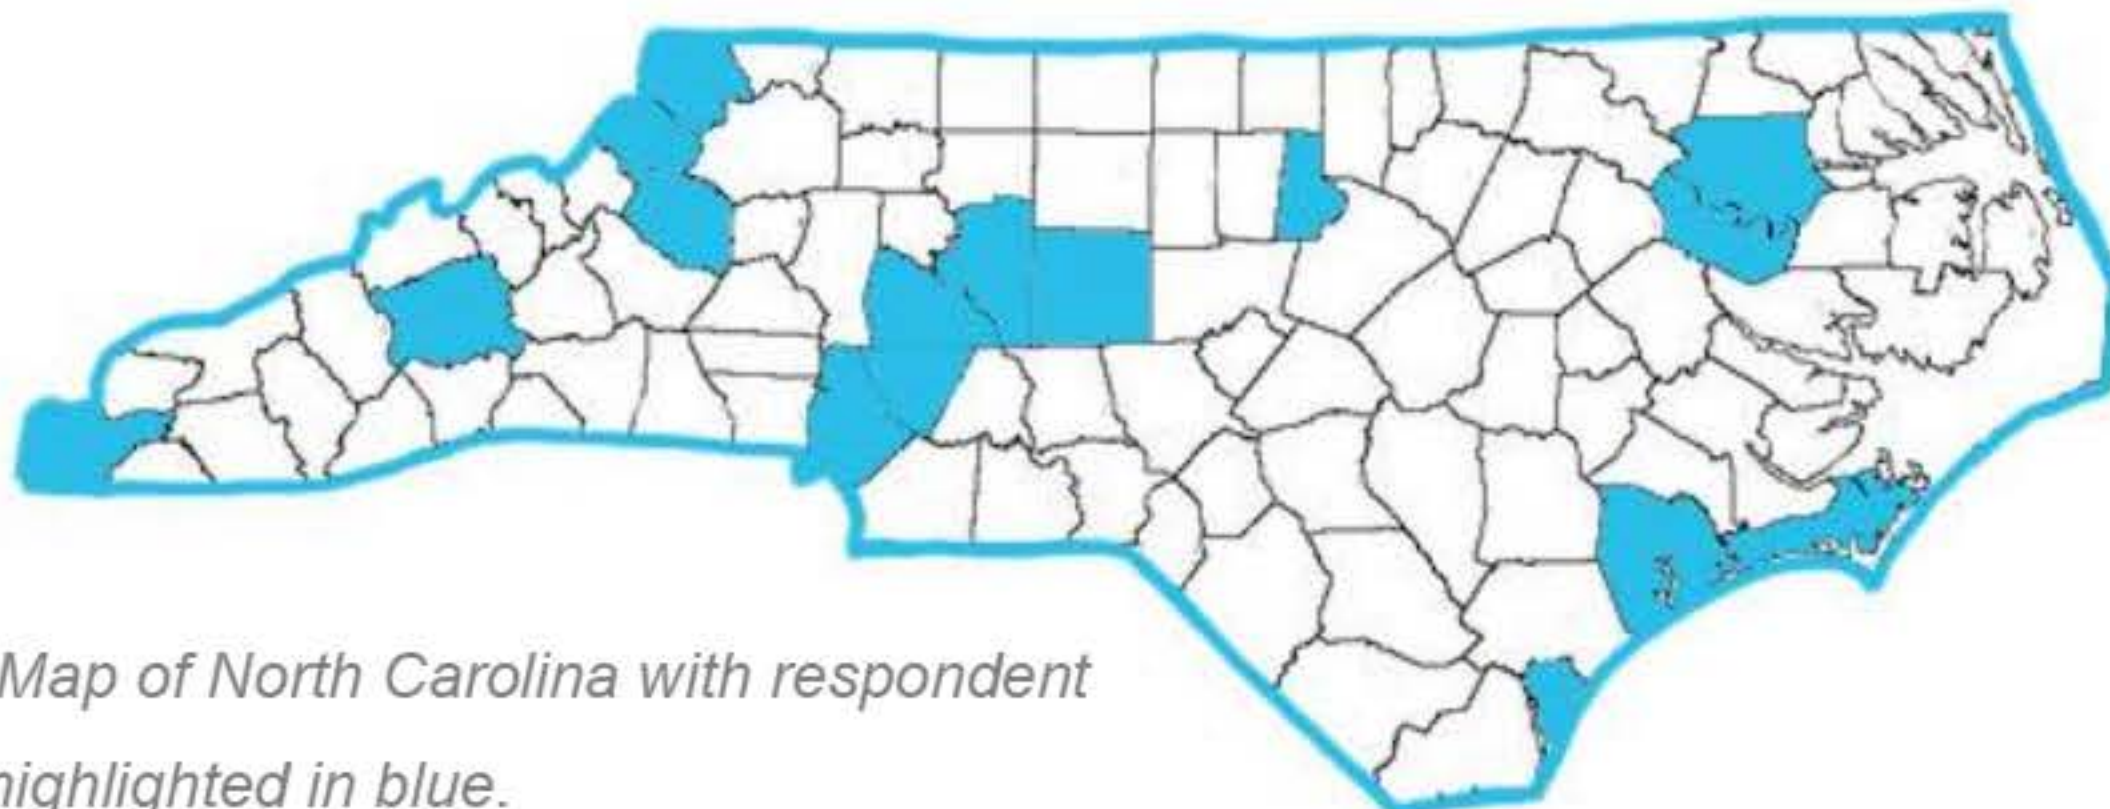 Map of North Carolina with respondent
highlighted in blue.